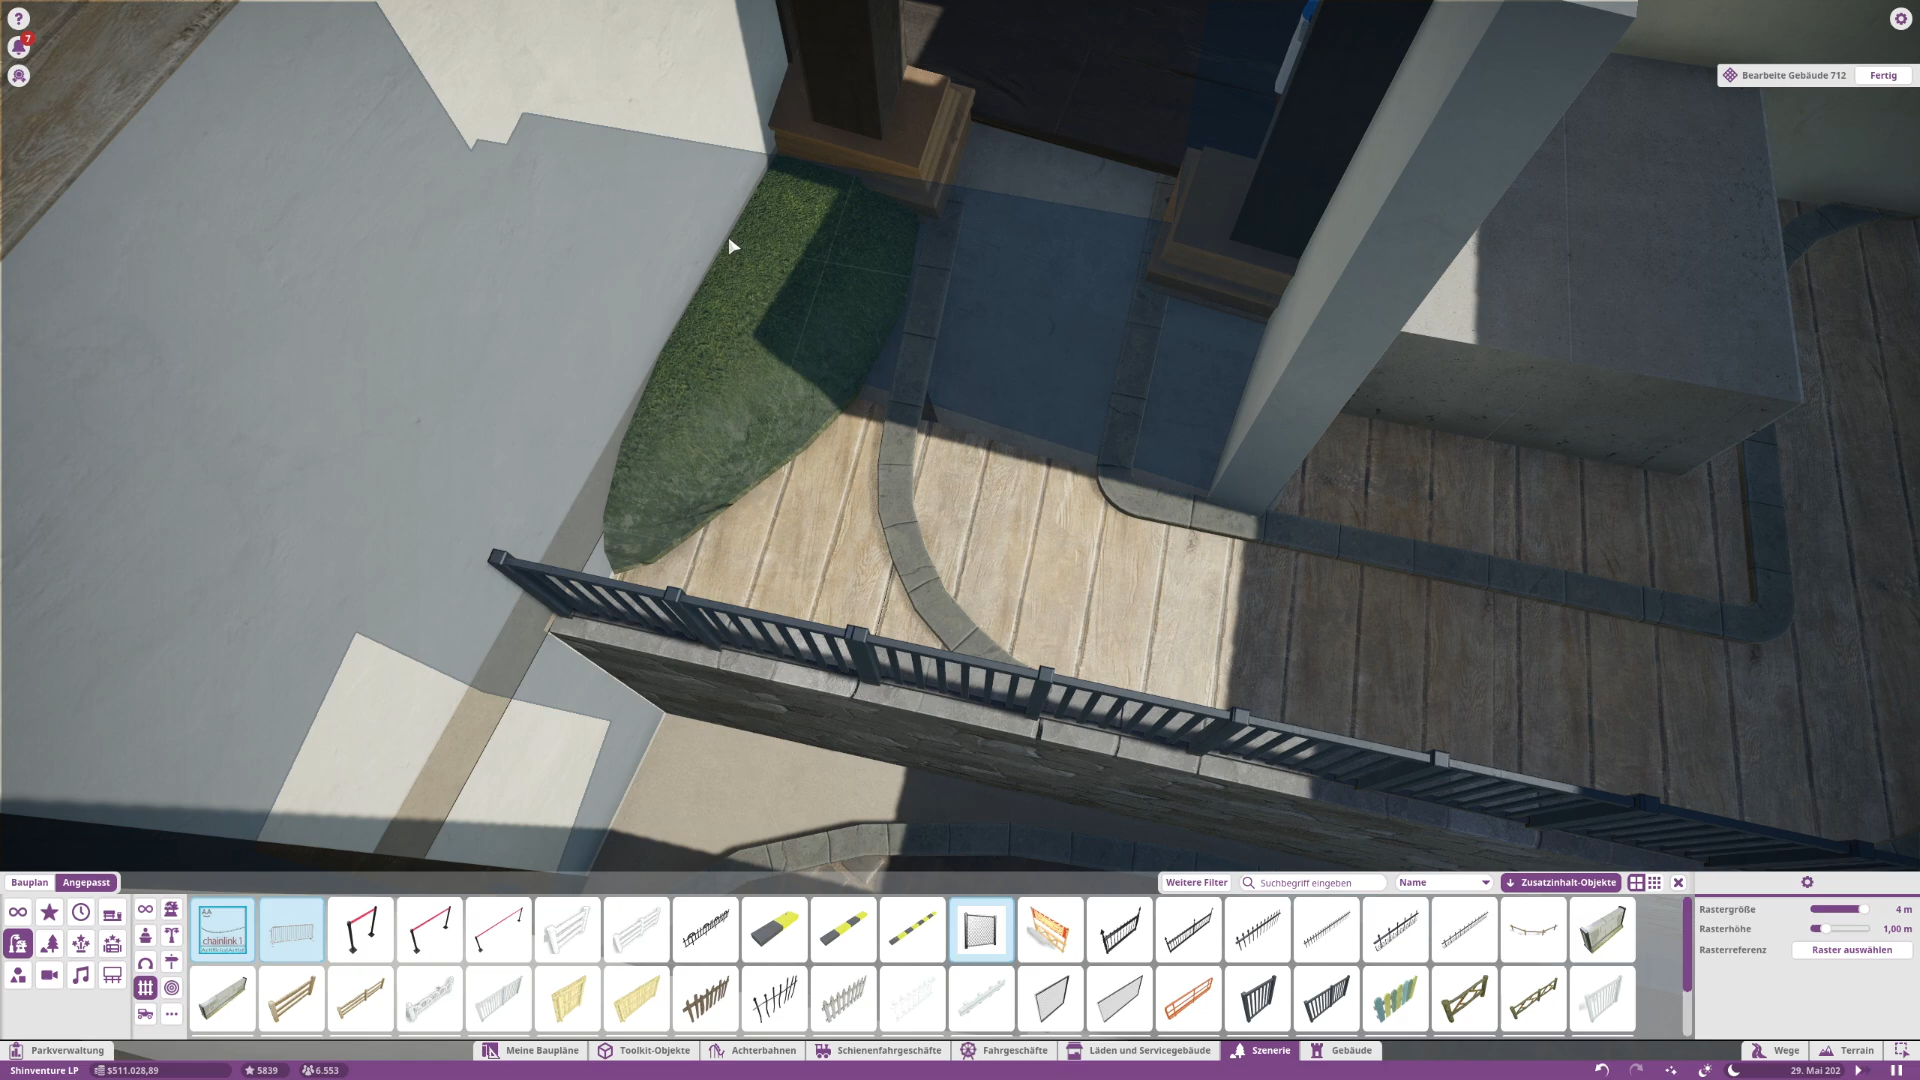 ?
7
Bearbeite Gebäude 712
Fertig
Bauplan
Angepasst
Weitere Filter
Suchbegriff eingeben
Name
Zusatzinhalt-Objekte
AA
chainlink 1
Rastergröße
4 m
Rasterhöhe
1,00 m
Rasterreferenz
Raster auswählen
Parkverwaltung
Meine Baupläne
Toolkit-Objekte
Achterbahnen
Schienenfahrgeschäfte
Fahrgeschäfte
Läden und Servicegebäude
Szenerie
Gebäude
Wege
Terrain
Shinventure LP
$511.028,89
5839
6.553
29. Mai 202